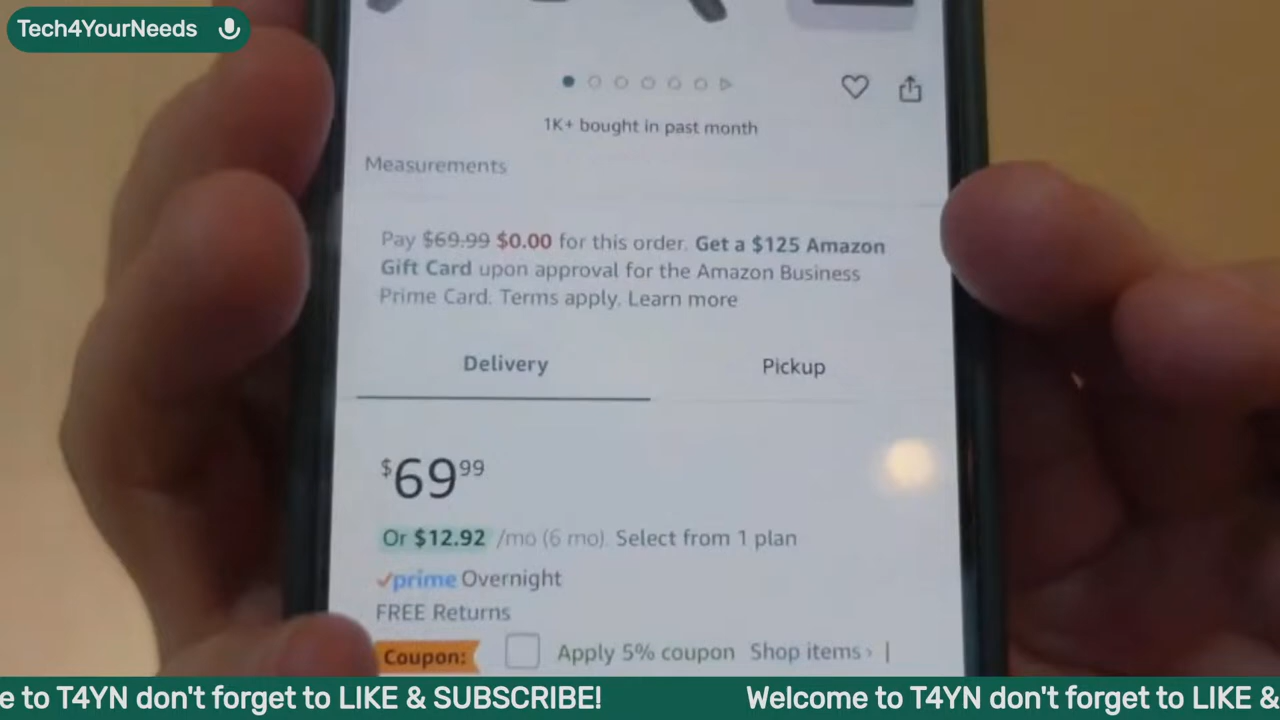 Tech4YourNeeds
1K+ bought in past month
Measurements
Pay $69.99 $0.00 for this order. Get a $125 Amazon
Gift Card upon approval for the Amazon Business
Prime Card. Terms apply. Learn more
Delivery
Pickup
$69.99
Or $12.92 /mo (6 mo). Select from 1 plan
prime Overnight
FREE Returns
Coupon: Apply 5% coupon Shop items › |
e to T4YN don't forget to LIKE & SUBSCRIBE! Welcome to T4YN don't forget to LIKE &